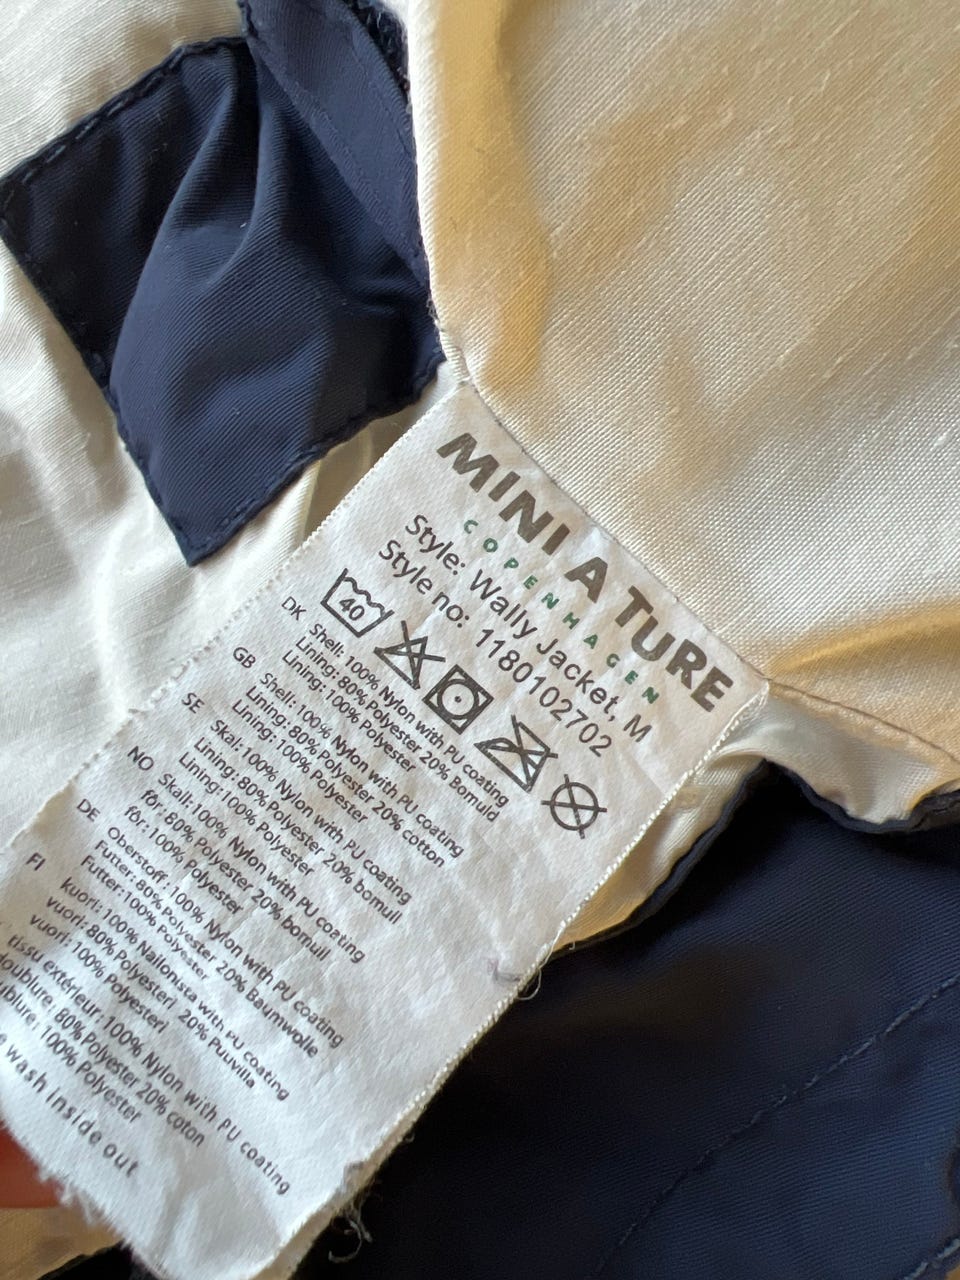 MINI A TURE
COPENHAGEN
Style: Wally Jacket, M
Style no: 1180102702
40
DK Shell: 100% Nylon with PU coating
Lining: 80% Polyester 20% Bomuld
Lining: 100% Polyester
GB Shell: 100% Nylon with PU coating
Lining: 80% Polyester 20% cotton
Lining: 100% Polyester
SE Skal: 100% Nylon with PU coating
Lining: 80% Polyester 20% bomull
Lining: 100% Polyester
NO Skall: 100% Nylon with PU coating
fôr: 80% Polyester 20% bomull
fôr: 100% Polyester
DE Oberstoff: 100% Nylon with PU coating
Futter: 80% Polyester 20% Baumwolle
Futter: 100% Polyester
FI kuori: 100% Nailonista with PU coating
vuori: 80% Polyesteri 20% Puuvilla
vuori: 100% Polyesteri
tissu extérieur: 100% Nylon with PU coating
doublure: 80% Polyester 20% coton
ublure: 100% Polyester
wash inside out